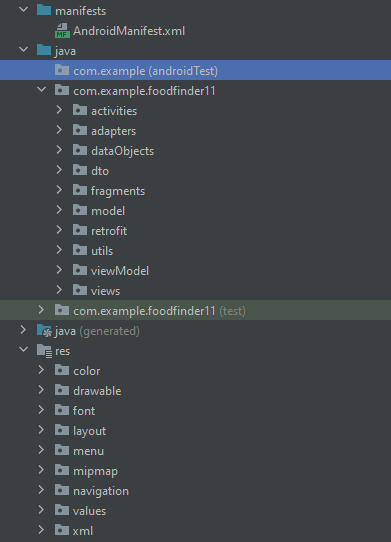 manifests
MF AndroidManifest.xml
java
com.example (androidTest)
com.example.foodfinder11
activities
adapters
dataObjects
dto
fragments
model
retrofit
utils
viewModel
views
com.example.foodfinder11 (test)
java (generated)
res
color
drawable
font
layout
menu
mipmap
navigation
values
xml